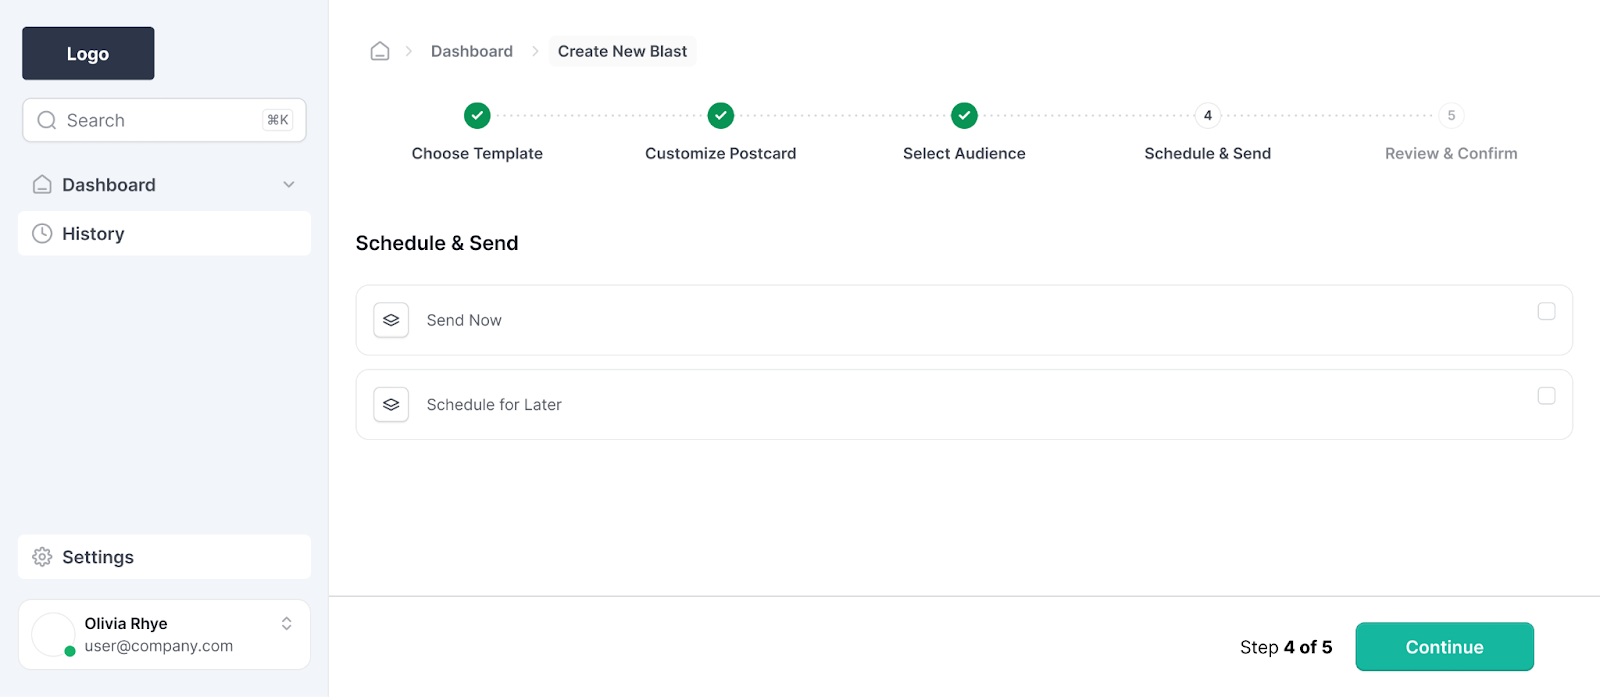 Logo
Search
⌘K
Dashboard
History
Settings
Olivia Rhye
user@company.com
Dashboard
Create New Blast
4
5
Choose Template
Customize Postcard
Select Audience
Schedule & Send
Review & Confirm
Schedule & Send
Send Now
Schedule for Later
Step 4 of 5
Continue